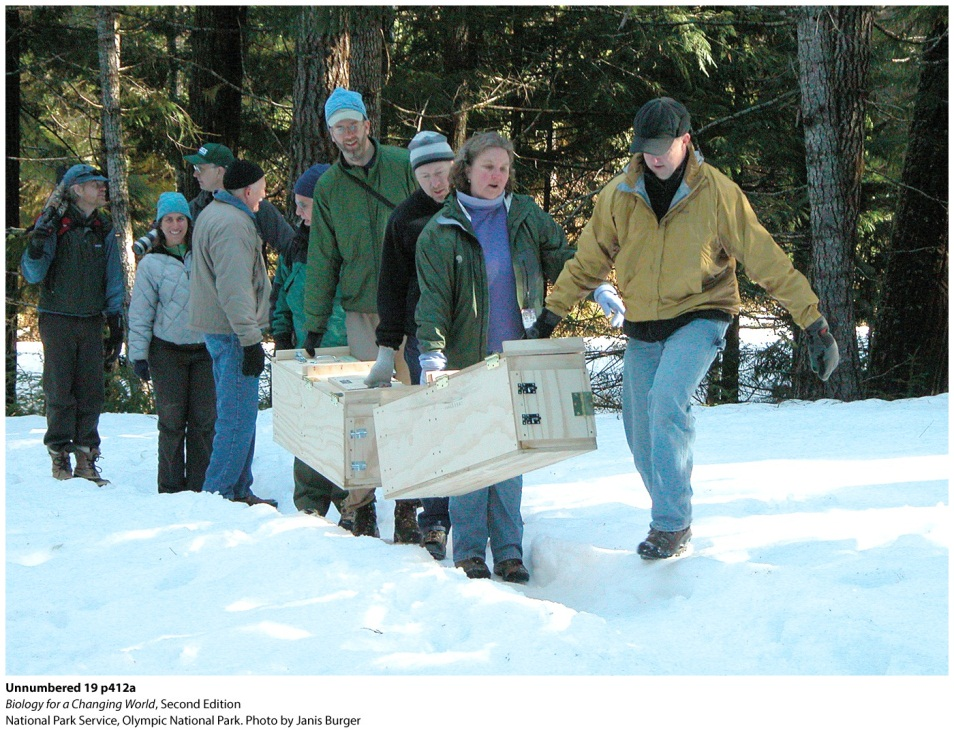 Unnumbered 19 p412a
Biology for a Changing World, Second Edition
National Park Service, Olympic National Park. Photo by Janis Burger